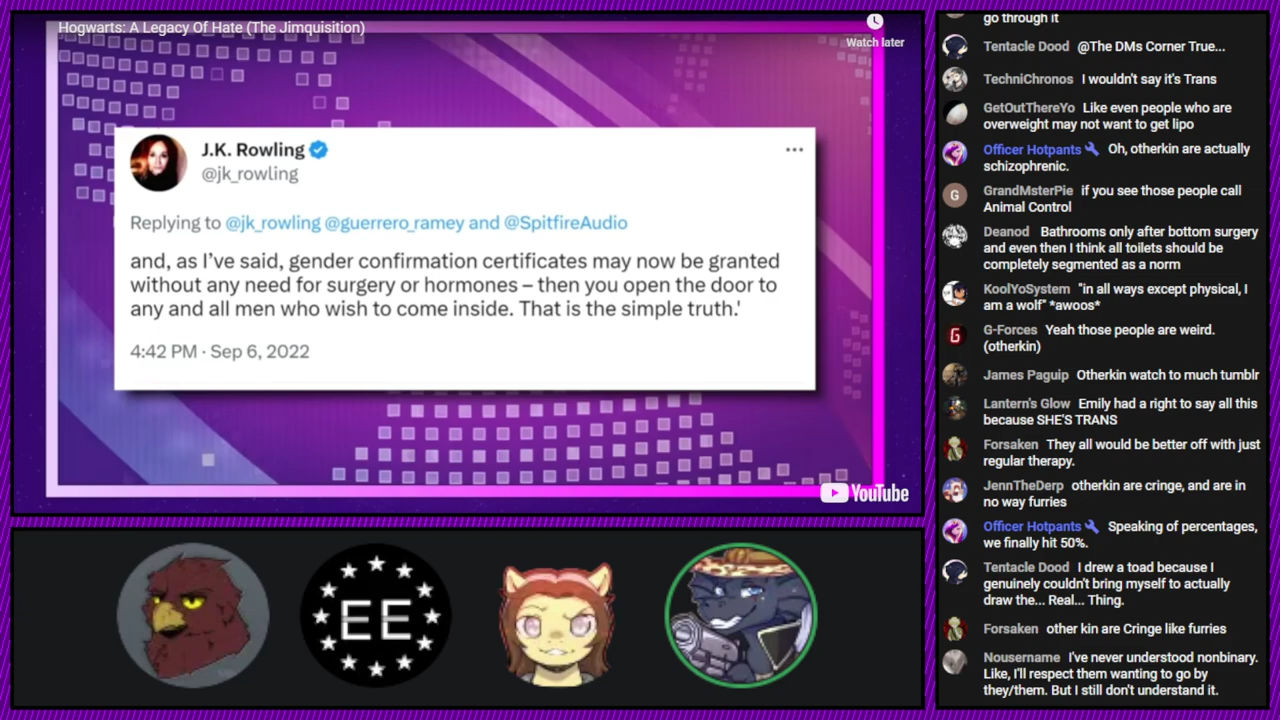 Hogwarts: A Legacy Of Hate (The Jimquisition)
Watch later
J.K. Rowling
@jk_rowling
Replying to @jk_rowling @guerrero_ramey and @SpitfireAudio
and, as I've said, gender confirmation certificates may now be granted
without any need for surgery or hormones – then you open the door to
any and all men who wish to come inside. That is the simple truth.'
4:42 PM · Sep 6, 2022
YouTube
EE
go through it
Tentacle Dood @The DMs Corner True...
TechniChronos I wouldn't say it's Trans
GetOutThereYo Like even people who are
overweight may not want to get lipo
Officer Hotpants Oh, otherkin are actually
schizophrenic.
G
GrandMsterPie if you see those people call
Animal Control
Deanod Bathrooms only after bottom surgery
and even then I think all toilets should be
completely segmented as a norm
KoolYoSystem "in all ways except physical, I
am a wolf" *awoos*
G
G-Forces Yeah those people are weird.
(otherkin)
James Paguip Otherkin watch to much tumblr
Lantern's Glow Emily had a right to say all this
because SHE'S TRANS
Forsaken They all would be better off with just
regular therapy.
JennTheDerp otherkin are cringe, and are in
no way furries
Officer Hotpants Speaking of percentages,
we finally hit 50%.
Tentacle Dood I drew a toad because I
genuinely couldn't bring myself to actually
draw the... Real... Thing.
Forsaken other kin are Cringe like furries
Nousername I've never understood nonbinary.
Like, I'll respect them wanting to go by
they/them. But I still don't understand it.